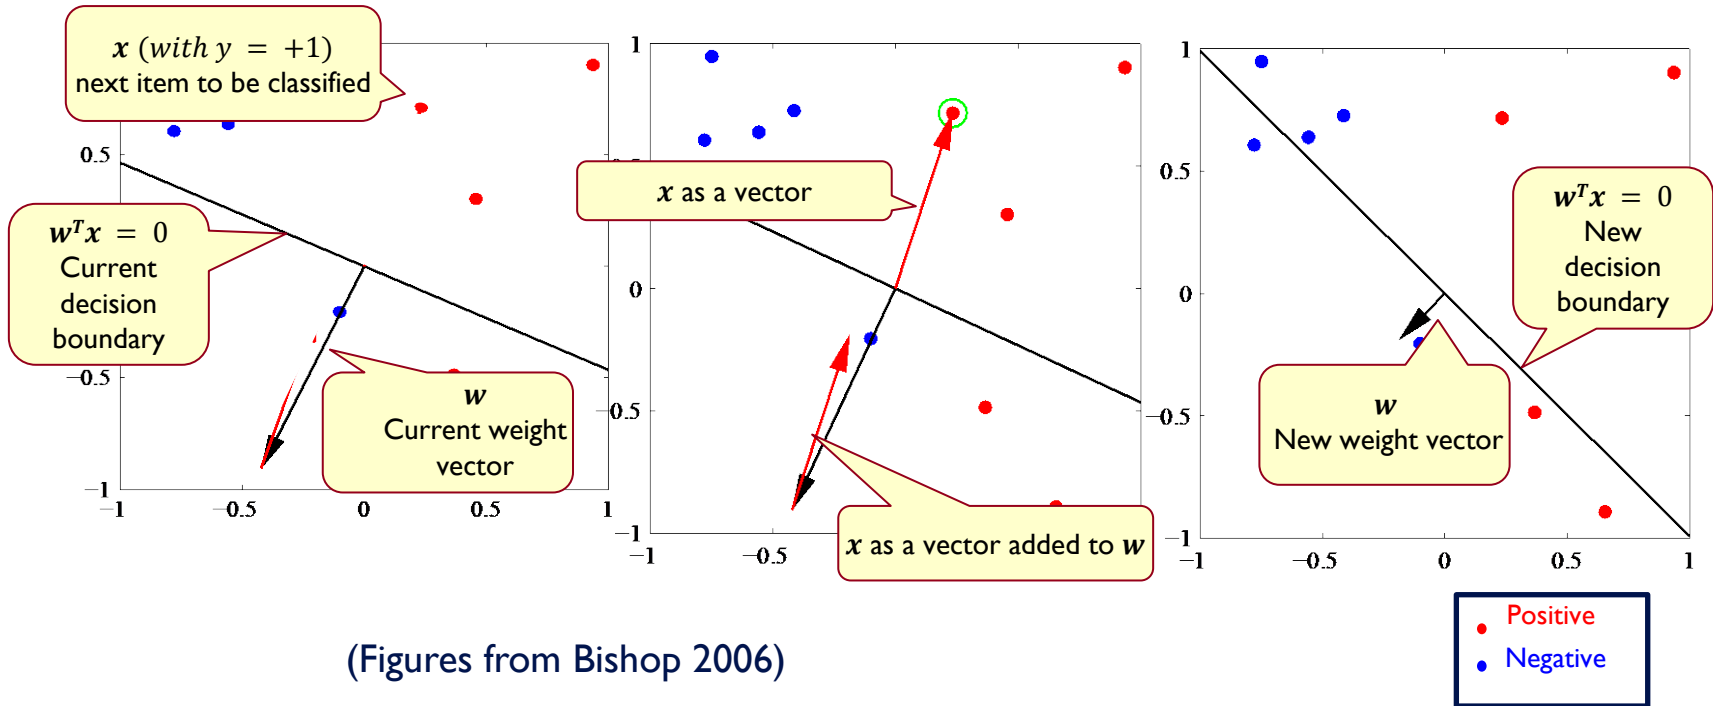 x (with y = +1)
next item to be classified
0.5
−0.5
−1
−1
−0.5
0
0.5
1
wᵀx = 0
Current
decision
boundary
w
Current weight
vector
1
0
−0.5
−1
−1
−0.5
x as a vector
x as a vector added to w
1
0.5
0
−0.5
−1
−1
−0.5
0
0.5
1
wᵀx = 0
New
decision
boundary
w
New weight vector
(Figures from Bishop 2006)
Positive
Negative